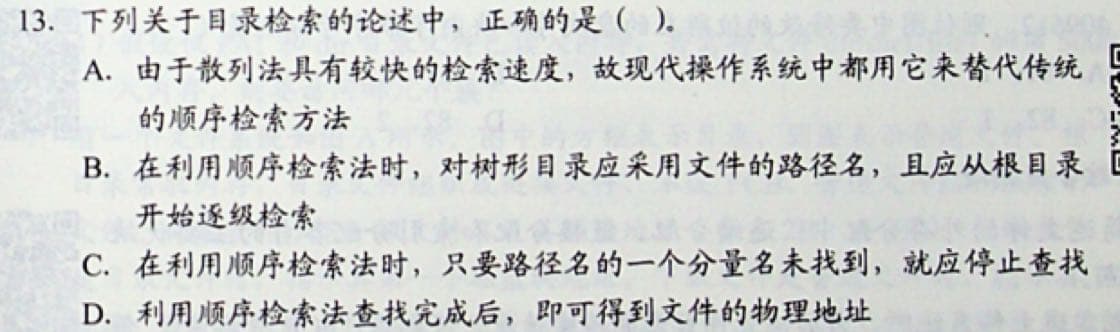 13. 下列关于目录检索的论述中，正确的是（ ）。
A. 由于散列法具有较快的检索速度，故现代操作系统中都用它来替代传统
的顺序检索方法
B. 在利用顺序检索法时，对树形目录应采用文件的路径名，且应从根目录
开始逐级检索
C. 在利用顺序检索法时，只要路径名的一个分量名未找到，就应停止查找
D. 利用顺序检索法查找完成后，即可得到文件的物理地址